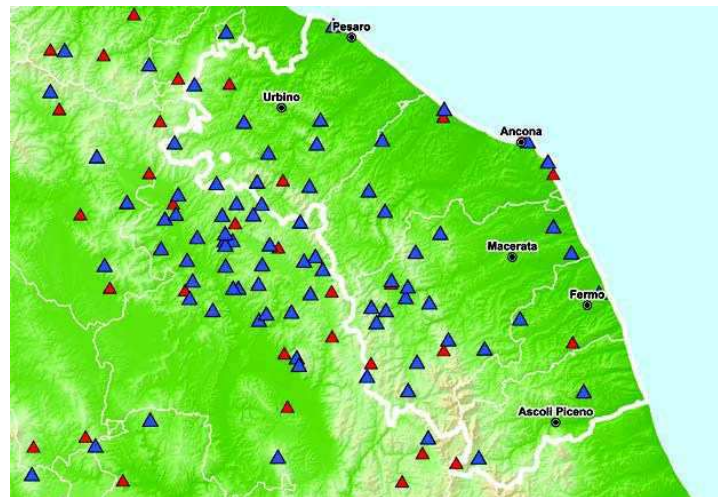 Pesaro
Urbino
Ancona
Macerata
Fermo
Ascoli Piceno